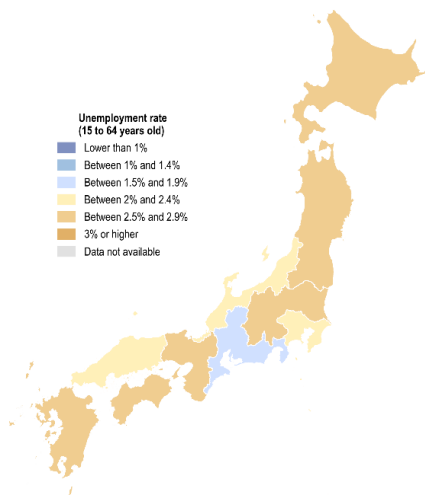 Unemployment rate
(15 to 64 years old)
Lower than 1%
Between 1% and 1.4%
Between 1.5% and 1.9%
Between 2% and 2.4%
Between 2.5% and 2.9%
3% or higher
Data not available